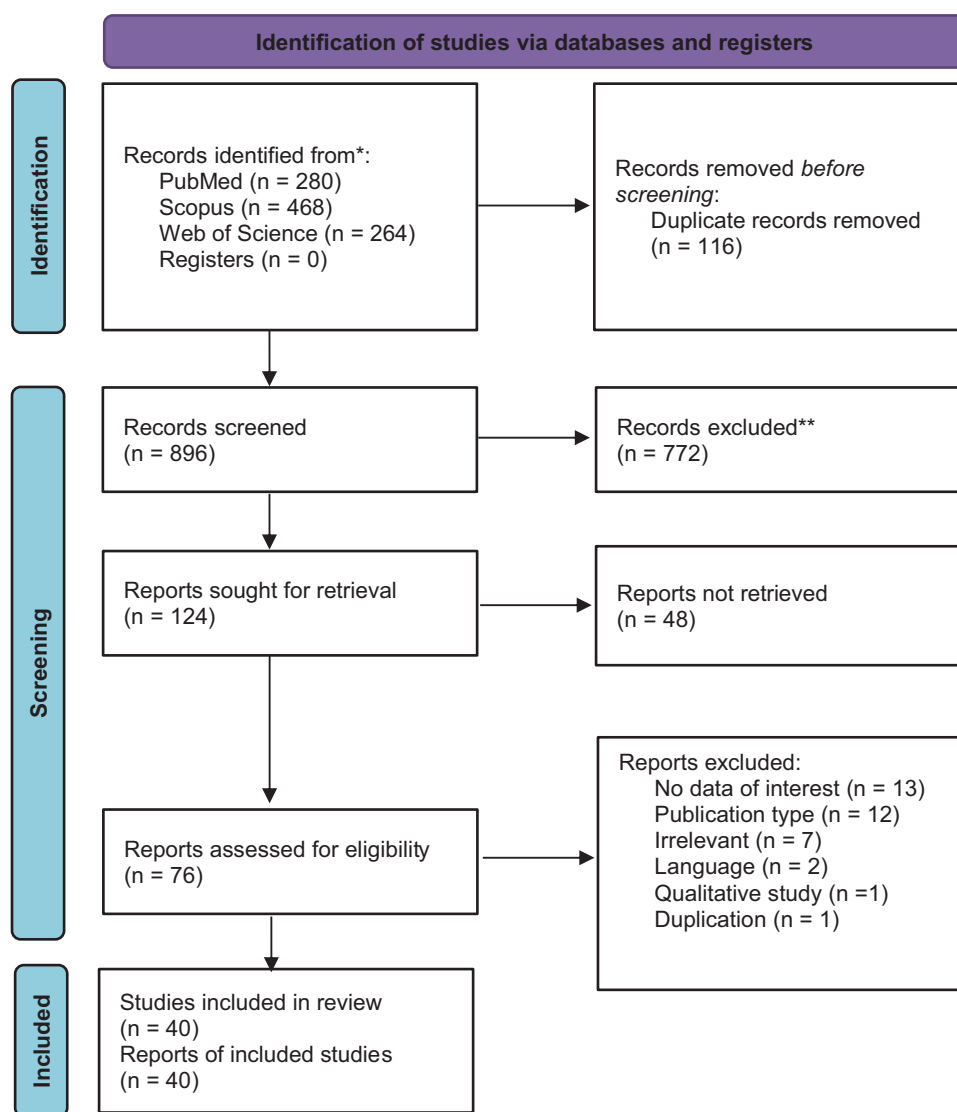 Identification of studies via databases and registers
Identification
Records identified from*:
PubMed (n = 280)
Scopus (n = 468)
Web of Science (n = 264)
Registers (n = 0)
Records removed before
screening:
Duplicate records removed
(n = 116)
Screening
Records screened
(n = 896)
Records excluded**
(n = 772)
Reports sought for retrieval
(n = 124)
Reports not retrieved
(n = 48)
Reports assessed for eligibility
(n = 76)
Reports excluded:
No data of interest (n = 13)
Publication type (n = 12)
Irrelevant (n = 7)
Language (n = 2)
Qualitative study (n =1)
Duplication (n = 1)
Included
Studies included in review
(n = 40)
Reports of included studies
(n = 40)